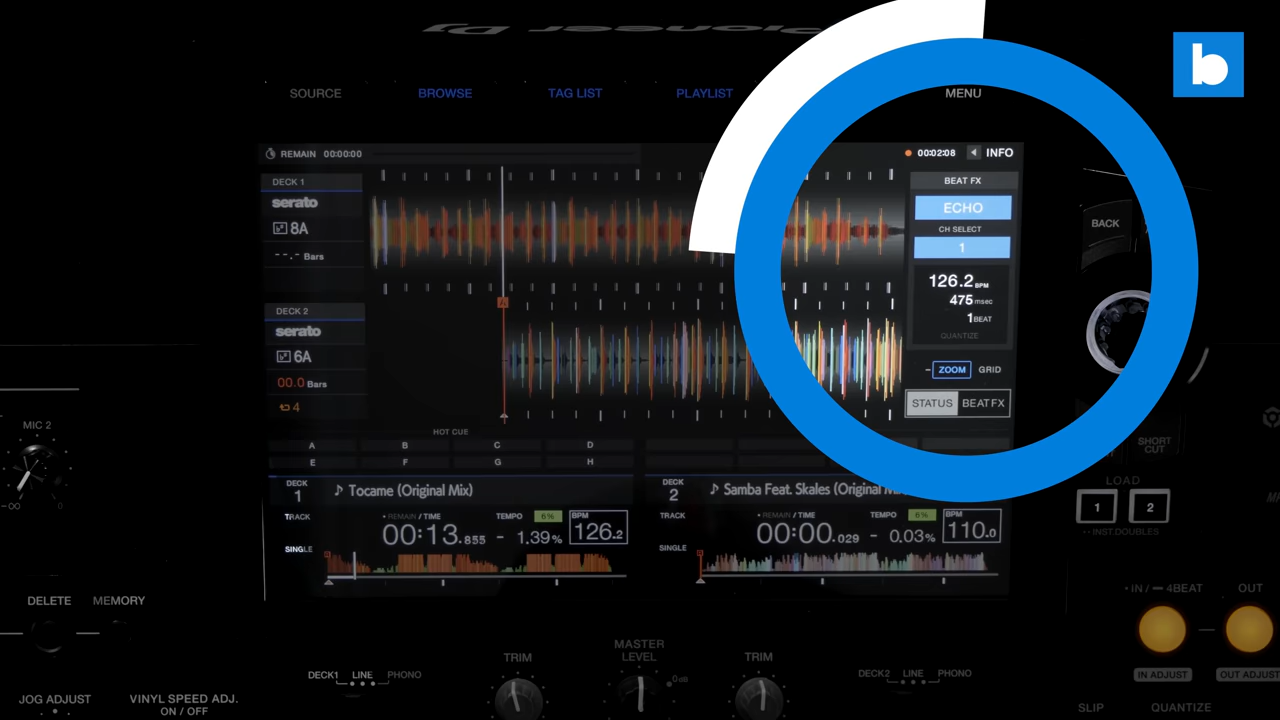 Pioneer Dj
b
SOURCE BROWSE TAG LIST PLAYLIST MENU
REMAIN 00:00:00
00:02:08 INFO
DECK 1
serato
8A
--.- Bars
DECK 2
serato
6A
00.0 Bars
4
BEAT FX
ECHO
CH SELECT
1
126.2 BPM
475 msec
1 BEAT
QUANTIZE
- ZOOM GRID
STATUS BEAT FX
BACK
SHORT
CUT
HOT CUE
A B C D
E F G H
DECK
1
♪ Tocame (Original Mix)
TRACK
REMAIN / TIME TEMPO 6% BPM
00:13.855 - 1.39% 126.2
SINGLE
DECK
2
♪ Samba Feat. Skales (Original
TRACK
REMAIN / TIME TEMPO 6% BPM
00:00.029 - 0.03% 110.0
SINGLE
LOAD
1 2
INST.DOUBLES
MIC 2
-∞ 0
DELETE MEMORY
JOG ADJUST
VINYL SPEED ADJ.
ON / OFF
DECK1 LINE PHONO
TRIM
MASTER
LEVEL
0 dB
TRIM
DECK2 LINE PHONO
IN / 4BEAT OUT
IN ADJUST OUT ADJUST
SLIP QUANTIZE